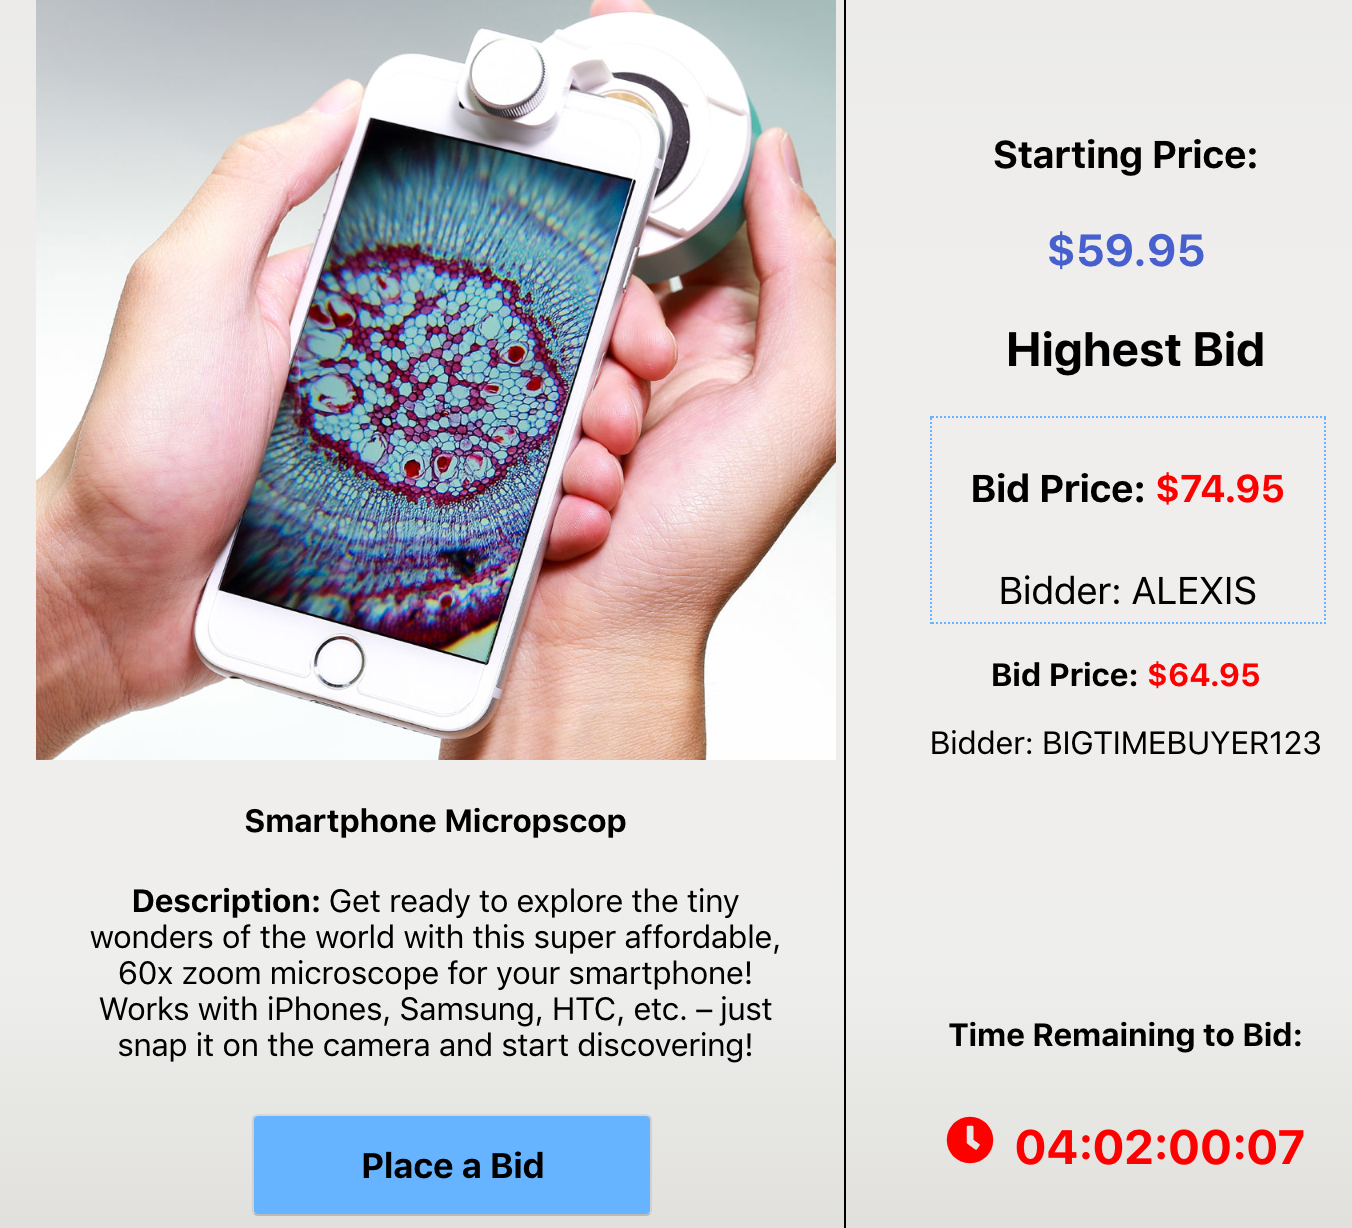 Smartphone Micropscop
Description: Get ready to explore the tiny
wonders of the world with this super affordable,
60x zoom microscope for your smartphone!
Works with iPhones, Samsung, HTC, etc. – just
snap it on the camera and start discovering!
Place a Bid
Starting Price:
$59.95
Highest Bid
Bid Price: $74.95
Bidder: ALEXIS
Bid Price: $64.95
Bidder: BIGTIMEBUYER123
Time Remaining to Bid:
04:02:00:07